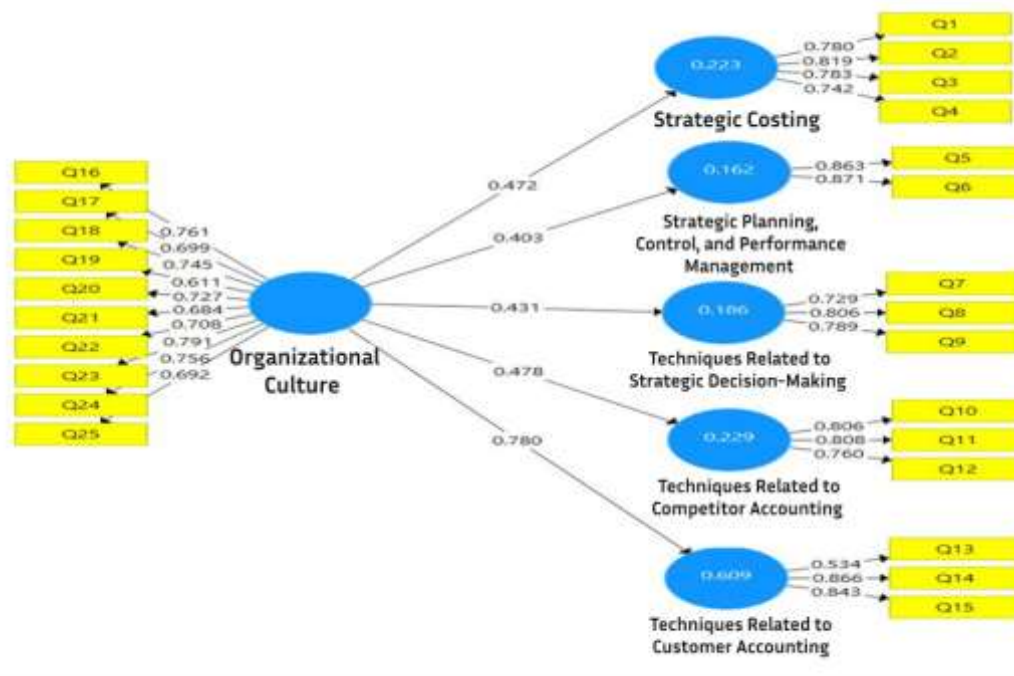 Q16
Q17
Q18
Q19
Q20
Q21
Q22
Q23
Q24
Q25
0.761
0.699
0.745
0.611
0.727
0.684
0.708
0.791
0.756
0.692
Organizational
Culture
0.472
0.403
0.431
0.478
0.780
0.223
Strategic Costing
0.780
0.819
0.783
0.742
Q1
Q2
Q3
Q4
0.162
Strategic Planning,
Control, and Performance
Management
0.863
0.871
Q5
Q6
0.186
Techniques Related to
Strategic Decision-Making
0.729
0.806
0.789
Q7
Q8
Q9
0.229
Techniques Related to
Competitor Accounting
0.806
0.808
0.760
Q10
Q11
Q12
0.609
Techniques Related to
Customer Accounting
0.534
0.866
0.843
Q13
Q14
Q15